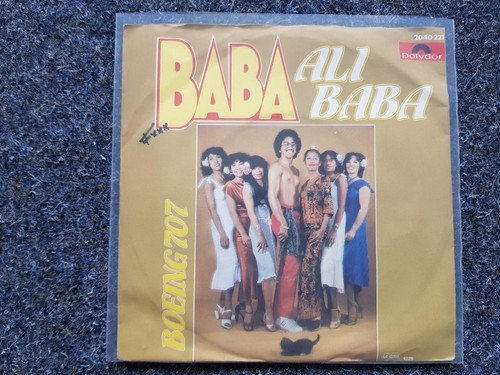 2040 221
Polydor
BABA
ALI
BABA
BOEING 707